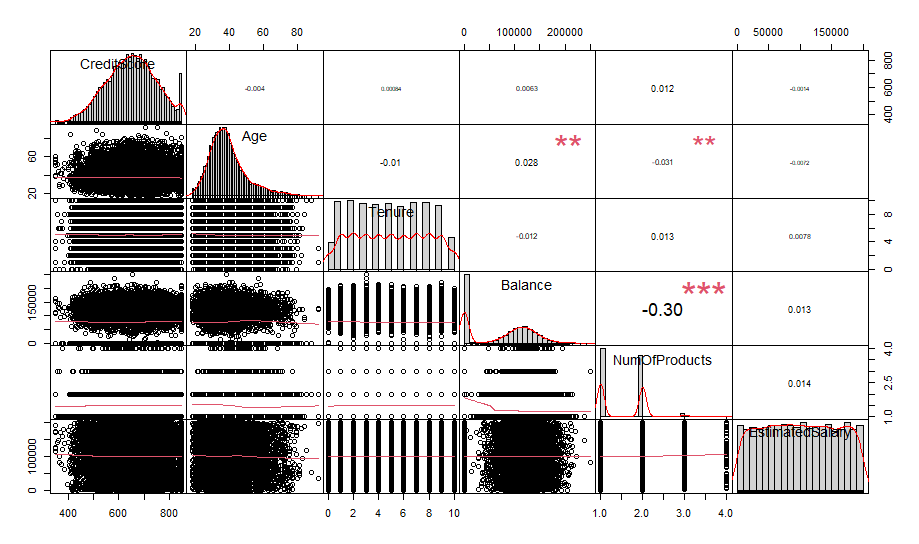 20 40 60 80 0 100000 200000 0 50000 150000
CreditScore -0.004 0.00084 0.0063 0.012 -0.0014 400 600 800
20 60 Age -0.01 0.028 ** -0.031 ** -0.0072
Tenure -0.012 0.013 0.0078 0 4 8
0 150000 Balance -0.30 *** 0.013
NumOfProducts 0.014 1.0 2.5 4.0
0 100000 EstimatedSalary
400 600 800 0 2 4 6 8 10 1.0 2.0 3.0 4.0